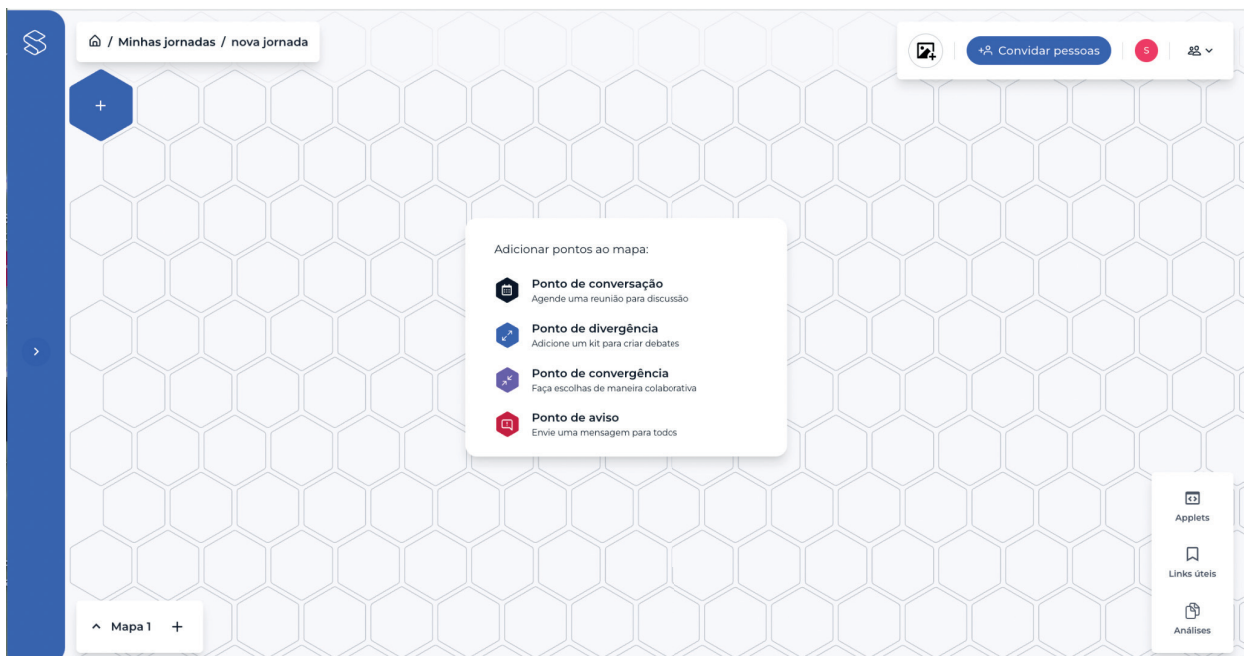 / Minhas jornadas / nova jornada
Convidar pessoas
S
Adicionar pontos ao mapa:
Ponto de conversação
Agende uma reunião para discussão
Ponto de divergência
Adicione um kit para criar debates
Ponto de convergência
Faça escolhas de maneira colaborativa
Ponto de aviso
Envie uma mensagem para todos
Applets
Links úteis
Análises
Mapa 1 +